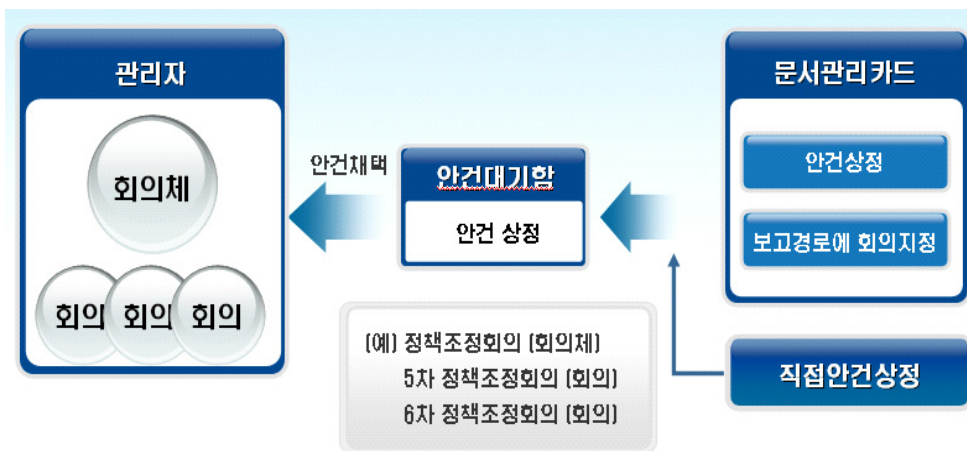 관리자
회의체
회의 회의 회의
안건채택
안건대기함
안건 상정
(예) 정책조정회의 (회의체)
5차 정책조정회의 (회의)
6차 정책조정회의 (회의)
문서관리카드
안건상정
보고경로에 회의지정
직접안건상정